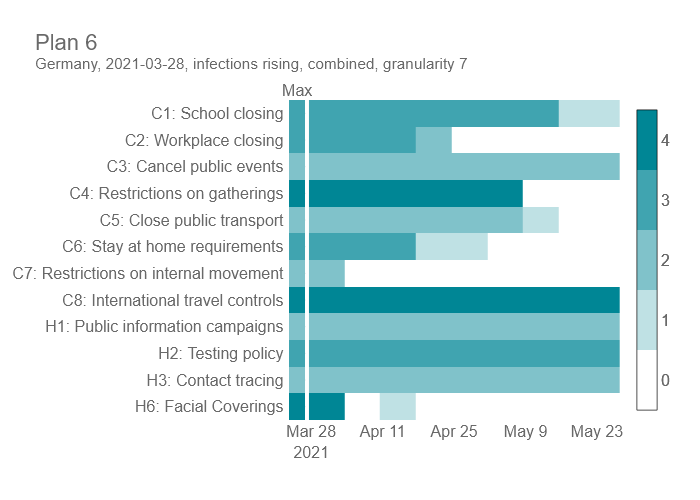 Plan 6
Germany, 2021-03-28, infections rising, combined, granularity 7
Max
C1: School closing
C2: Workplace closing
C3: Cancel public events
C4: Restrictions on gatherings
C5: Close public transport
C6: Stay at home requirements
C7: Restrictions on internal movement
C8: International travel controls
H1: Public information campaigns
H2: Testing policy
H3: Contact tracing
H6: Facial Coverings
Mar 28 Apr 11 Apr 25 May 9 May 23
2021
4
3
2
1
0